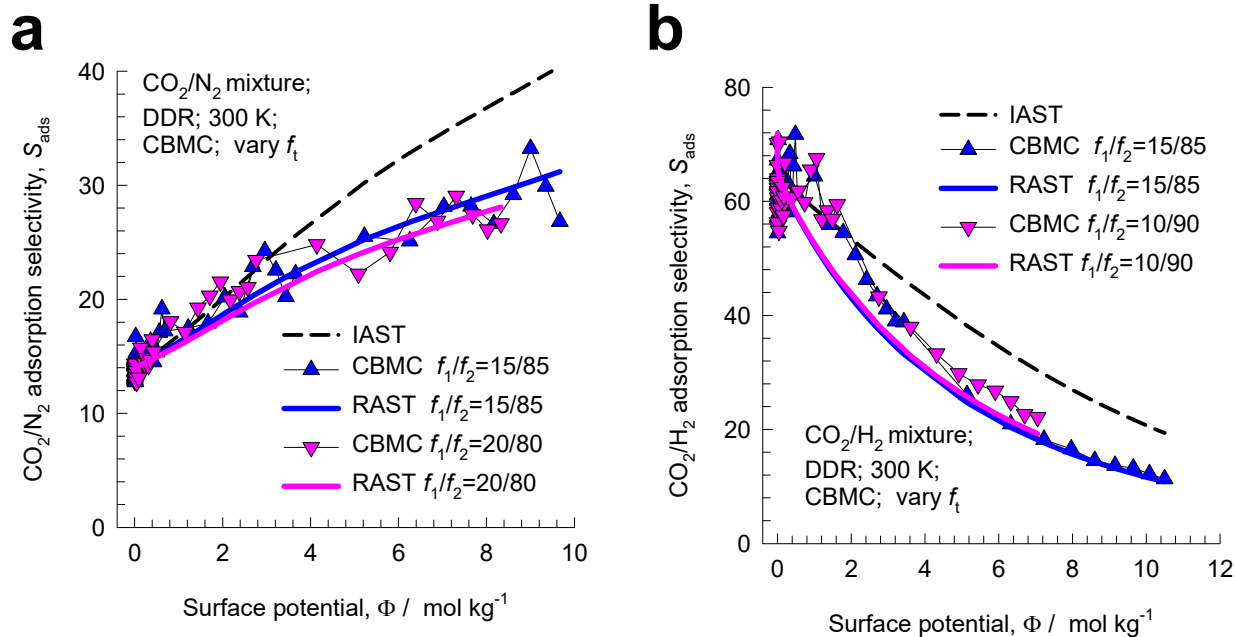 a
CO₂/N₂ adsorption selectivity, S_ads
40
30
20
10
0
CO₂/N₂ mixture;
DDR; 300 K;
CBMC; vary f_t
IAST
CBMC f₁/f₂=15/85
RAST f₁/f₂=15/85
CBMC f₁/f₂=20/80
RAST f₁/f₂=20/80
0 2 4 6 8 10
Surface potential, Φ / mol kg⁻¹
b
CO₂/H₂ adsorption selectivity, S_ads
80
60
40
20
0
IAST
CBMC f₁/f₂=15/85
RAST f₁/f₂=15/85
CBMC f₁/f₂=10/90
RAST f₁/f₂=10/90
CO₂/H₂ mixture;
DDR; 300 K;
CBMC; vary f_t
0 2 4 6 8 10 12
Surface potential, Φ / mol kg⁻¹